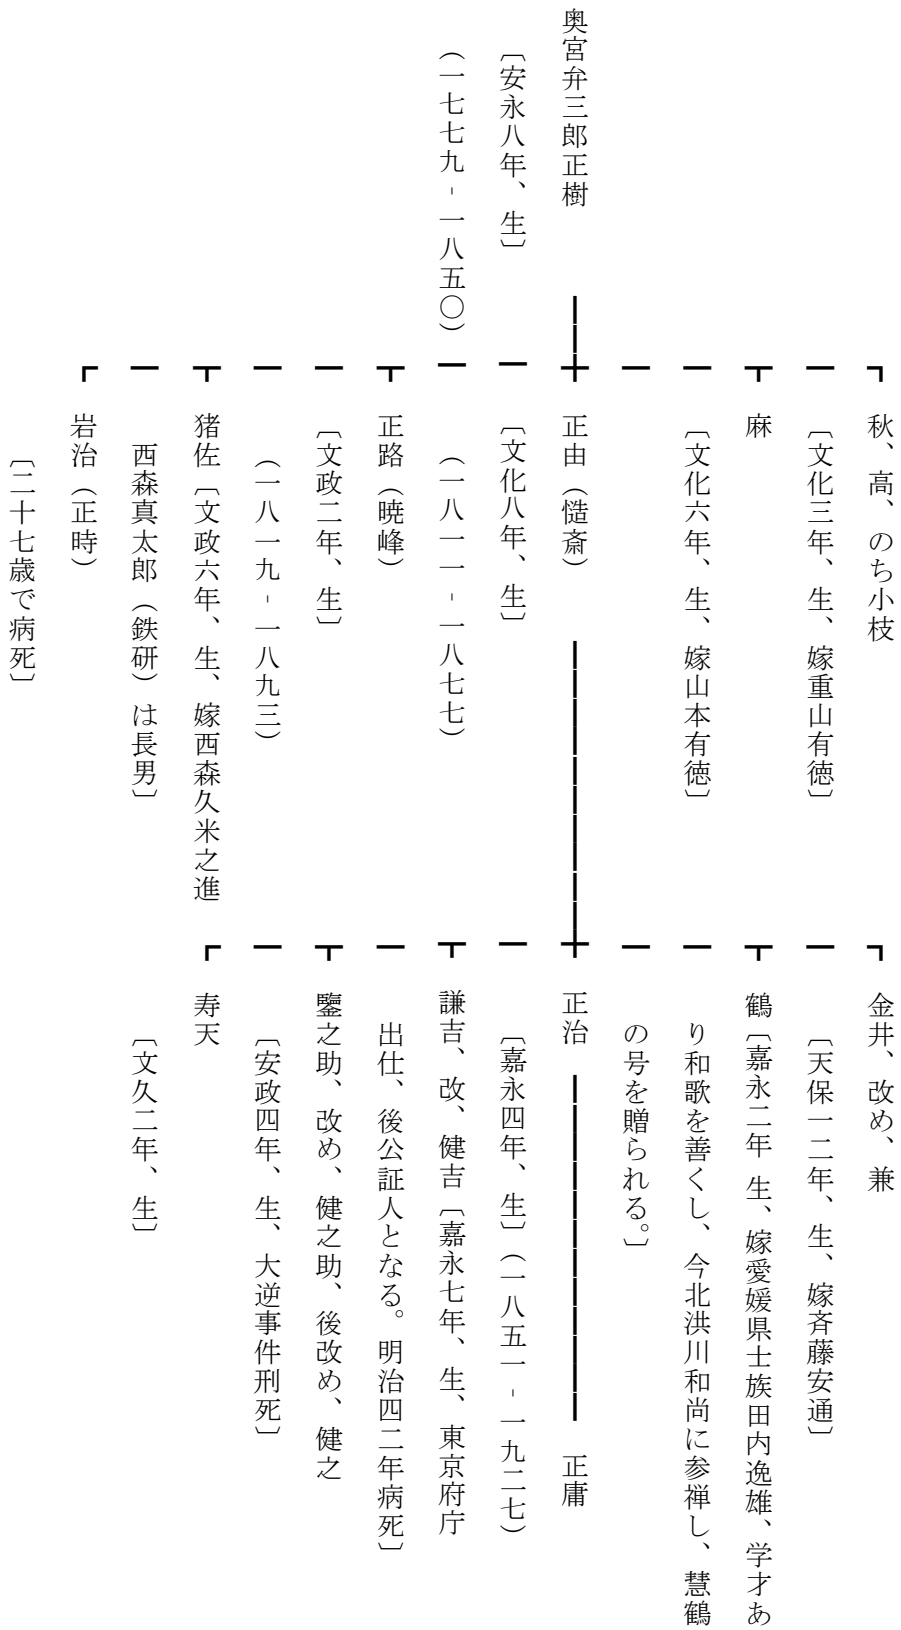 奥宮弁三郎正樹
〔安永八年、生〕
（一七七九 - 一八五〇）
秋、高、のち小枝
〔文化三年、生、嫁重山有徳〕
麻
〔文化六年、生、嫁山本有徳〕
正由（慥斎）
〔文化八年、生〕
（一八一一 - 一八七七）
正路（暁峰）
〔文政二年、生〕
（一八一九 - 一八九三）
猪佐〔文政六年、生、嫁西森久米之進
西森真太郎（鉄研）は長男〕
岩治（正時）
〔二十七歳で病死〕
金井、改め、兼
〔天保一二年、生、嫁斉藤安通〕
鶴〔嘉永二年 生、嫁愛媛県士族田内逸雄、学才あ
り和歌を善くし、今北洪川和尚に参禅し、慧鶴
の号を贈られる。〕
正治
〔嘉永四年、生〕（一八五一 - 一九二七）
謙吉、改、健吉〔嘉永七年、生、東京府庁
出仕、後公証人となる。明治四二年病死〕
鑒之助、改め、健之助、後改め、健之
〔安政四年、生、大逆事件刑死〕
寿天
〔文久二年、生〕
正庸